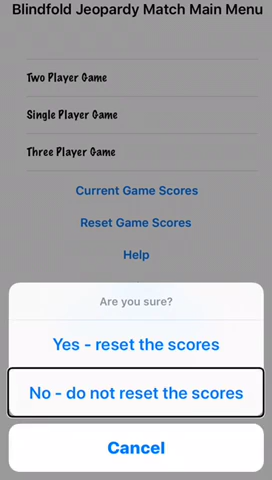 Blindfold Jeopardy Match Main Menu
Two Player Game
Single Player Game
Three Player Game
Current Game Scores
Reset Game Scores
Help
Are you sure?
Yes - reset the scores
No - do not reset the scores
Cancel